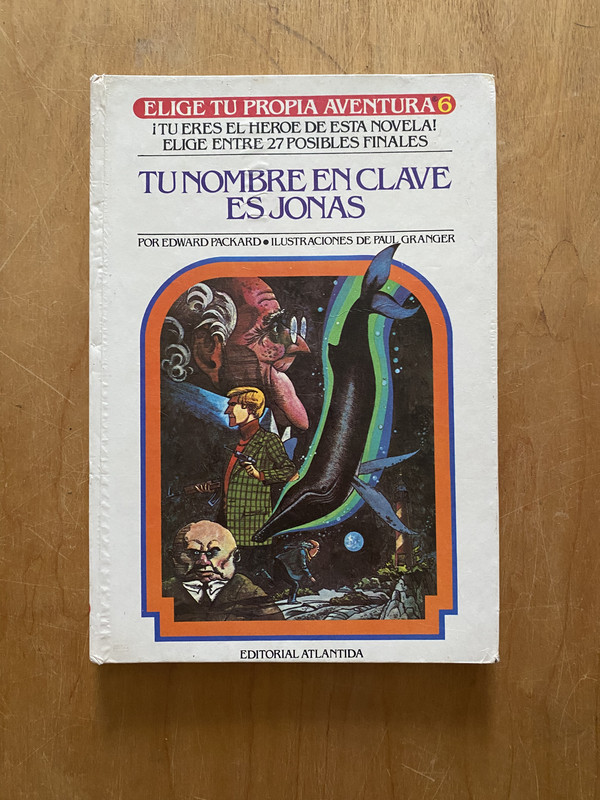 ELIGE TU PROPIA AVENTURA 6
¡TU ERES EL HEROE DE ESTA NOVELA!
ELIGE ENTRE 27 POSIBLES FINALES
TU NOMBRE EN CLAVE
ES JONAS
POR EDWARD PACKARD • ILUSTRACIONES DE PAUL GRANGER
EDITORIAL ATLANTIDA